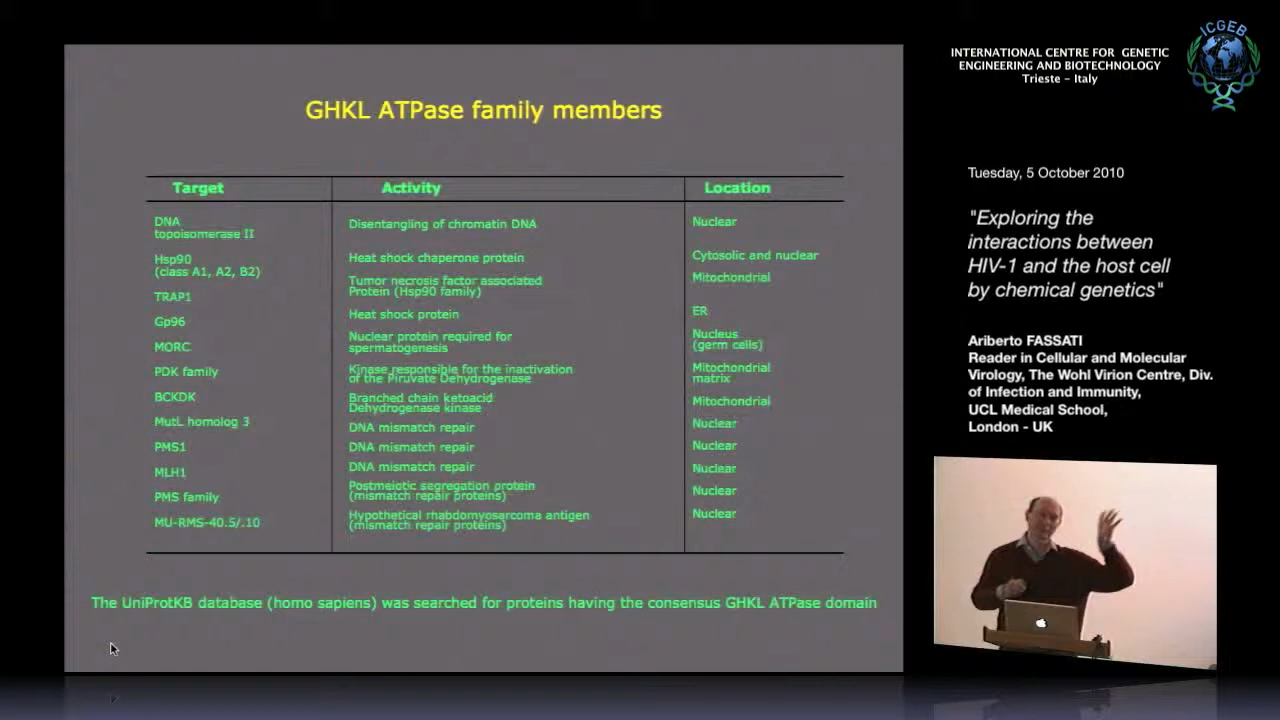 GHKL ATPase family members
Target Activity Location
DNA
topoisomerase II
Disentangling of chromatin DNA
Nuclear
Hsp90
(class A1, A2, B2)
Heat shock chaperone protein
Cytosolic and nuclear
TRAP1
Tumor necrosis factor associated
Protein (Hsp90 family)
Mitochondrial
Gp96
Heat shock protein
ER
MORC
Nuclear protein required for
spermatogenesis
Nucleus
(germ cells)
PDK family
Kinase responsible for the inactivation
of the Piruvate Dehydrogenase
Mitochondrial
matrix
BCKDK
Branched chain ketoacid
Dehydrogenase kinase
Mitochondrial
MutL homolog 3
DNA mismatch repair
Nuclear
PMS1
DNA mismatch repair
Nuclear
MLH1
DNA mismatch repair
Nuclear
PMS family
Postmeiotic segregation protein
(mismatch repair proteins)
Nuclear
MU-RMS-40.5/.10
Hypothetical rhabdomyosarcoma antigen
(mismatch repair proteins)
Nuclear
The UniProtKB database (homo sapiens) was searched for proteins having the consensus GHKL ATPase domain
INTERNATIONAL CENTRE FOR GENETIC
ENGINEERING AND BIOTECHNOLOGY
Trieste - Italy
ICGEB
Tuesday, 5 October 2010
"Exploring the
interactions between
HIV-1 and the host cell
by chemical genetics"
Ariberto FASSATI
Reader in Cellular and Molecular
Virology, The Wohl Virion Centre, Div.
of Infection and Immunity,
UCL Medical School,
London - UK